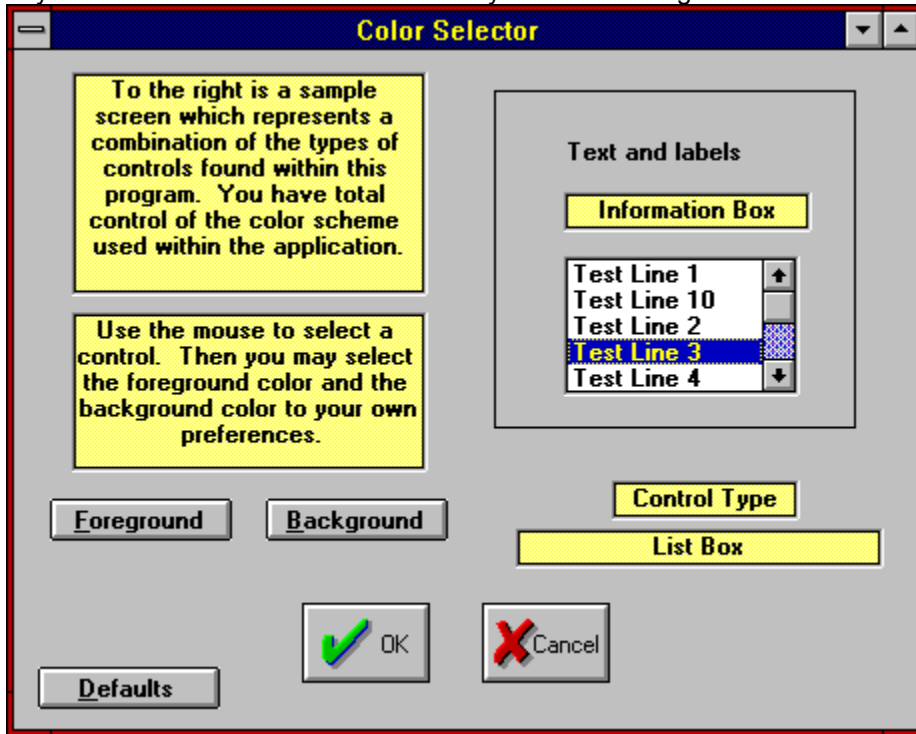 Color Selector
To the right is a sample
screen which represents a
combination of the types of
controls found within this
program. You have total
control of the color scheme
used within the application.
Use the mouse to select a
control. Then you may select
the foreground color and the
background color to your own
preferences.
Text and labels
Information Box
Test Line 1
Test Line 10
Test Line 2
Test Line 3
Test Line 4
Foreground
Background
Control Type
List Box
OK
Cancel
Defaults